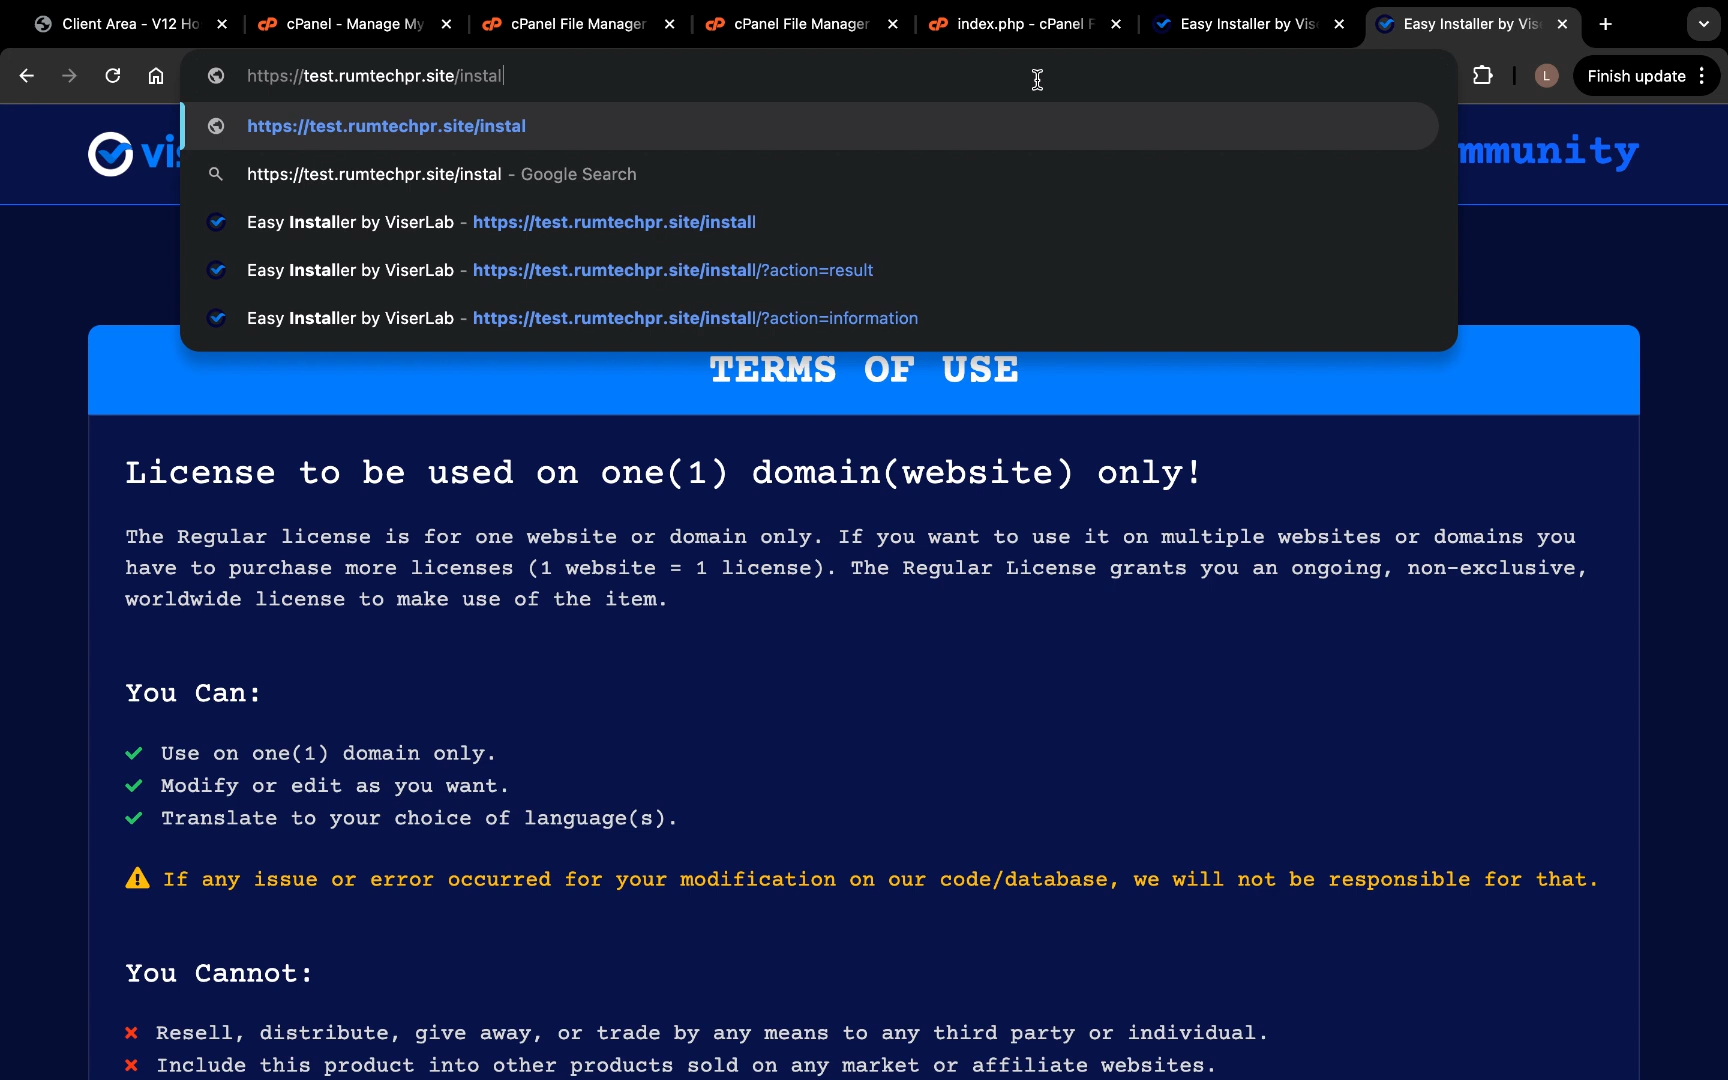 Client Area - V12 Ho
cPanel - Manage My
cPanel File Manager
cPanel File Manager
index.php - cPanel F
Easy Installer by Vis
Easy Installer by Vis
https://test.rumtechpr.site/instal
L
Finish update
https://test.rumtechpr.site/instal
https://test.rumtechpr.site/instal - Google Search
Easy Installer by ViserLab - https://test.rumtechpr.site/install
Easy Installer by ViserLab - https://test.rumtechpr.site/install/?action=result
Easy Installer by ViserLab - https://test.rumtechpr.site/install/?action=information
TERMS OF USE
License to be used on one(1) domain(website) only!
The Regular license is for one website or domain only. If you want to use it on multiple websites or domains you
have to purchase more licenses (1 website = 1 license). The Regular License grants you an ongoing, non-exclusive,
worldwide license to make use of the item.
You Can:
Use on one(1) domain only.
Modify or edit as you want.
Translate to your choice of language(s).
If any issue or error occurred for your modification on our code/database, we will not be responsible for that.
You Cannot:
Resell, distribute, give away, or trade by any means to any third party or individual.
Include this product into other products sold on any market or affiliate websites.